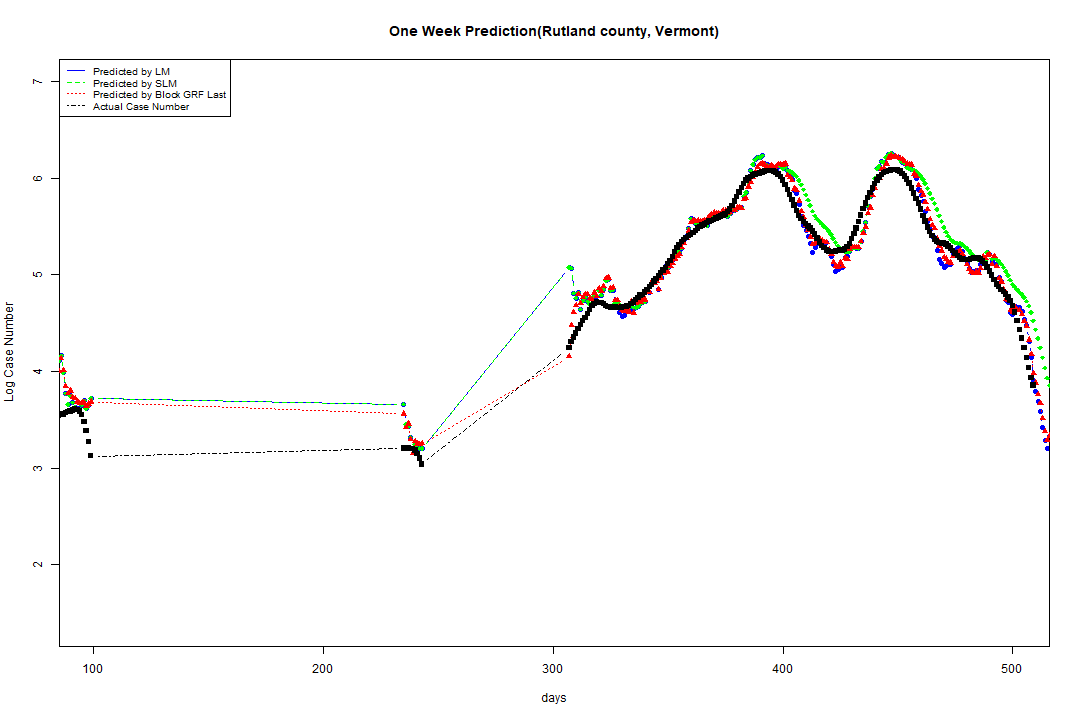 One Week Prediction(Rutland county, Vermont)
Predicted by LM
Predicted by SLM
Predicted by Block GRF Last
Actual Case Number
7
6
5
4
3
2
Log Case Number
100 200 300 400 500
days